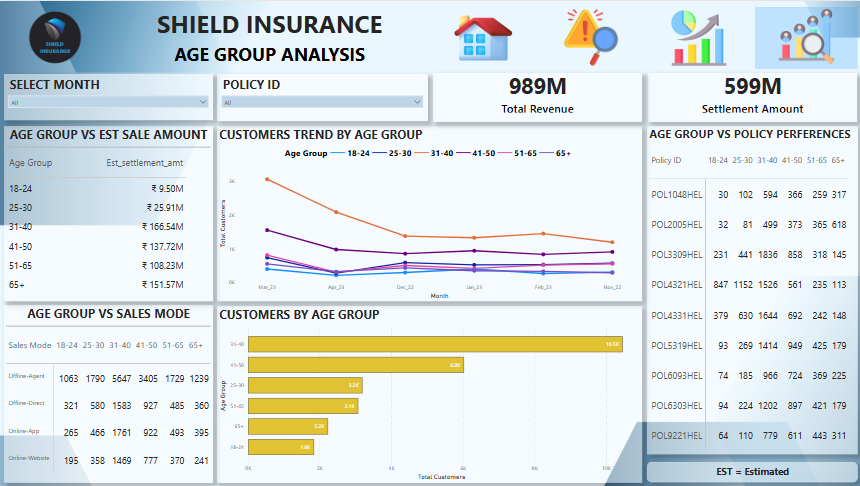 SHIELD INSURANCE
AGE GROUP ANALYSIS
SHIELD
INSURANCE
SELECT MONTH
All
POLICY ID
All
989M
Total Revenue
599M
Settlement Amount
AGE GROUP VS EST SALE AMOUNT
Age Group Est_settlement_amt
18-24 ₹ 9.50M
25-30 ₹ 25.91M
31-40 ₹ 166.54M
41-50 ₹ 137.72M
51-65 ₹ 108.23M
65+ ₹ 151.57M
CUSTOMERS TREND BY AGE GROUP
Age Group 18-24 25-30 31-40 41-50 51-65 65+
Total Customers
3K
2K
1K
0K
Mar_23 Apr_23 Dec_22 Jan_23 Feb_23 Nov_22
Month
AGE GROUP VS POLICY PERFERENCES
Policy ID 18-24 25-30 31-40 41-50 51-65 65+
POL1048HEL 30 102 594 366 259 317
POL2005HEL 32 81 499 373 365 618
POL3309HEL 231 441 1836 858 318 145
POL4321HEL 847 1152 1526 561 235 113
POL4331HEL 379 630 1644 692 242 148
POL5319HEL 93 269 1414 949 425 179
POL6093HEL 74 185 966 724 369 225
POL6303HEL 94 224 1202 897 421 179
POL9221HEL 64 110 779 611 443 311
EST = Estimated
AGE GROUP VS SALES MODE
Sales Mode 18-24 25-30 31-40 41-50 51-65 65+
Offline-Agent 1063 1790 5647 3405 1729 1239
Offline-Direct 321 580 1583 927 485 360
Online-App 265 466 1761 922 493 395
Online-Website 195 358 1469 777 370 241
CUSTOMERS BY AGE GROUP
Age Group
31-40 10.5K
41-50 6.0K
25-30 3.2K
51-65 3.1K
65+ 2.2K
18-24 1.8K
0K 2K 4K 6K 8K 10K
Total Customers